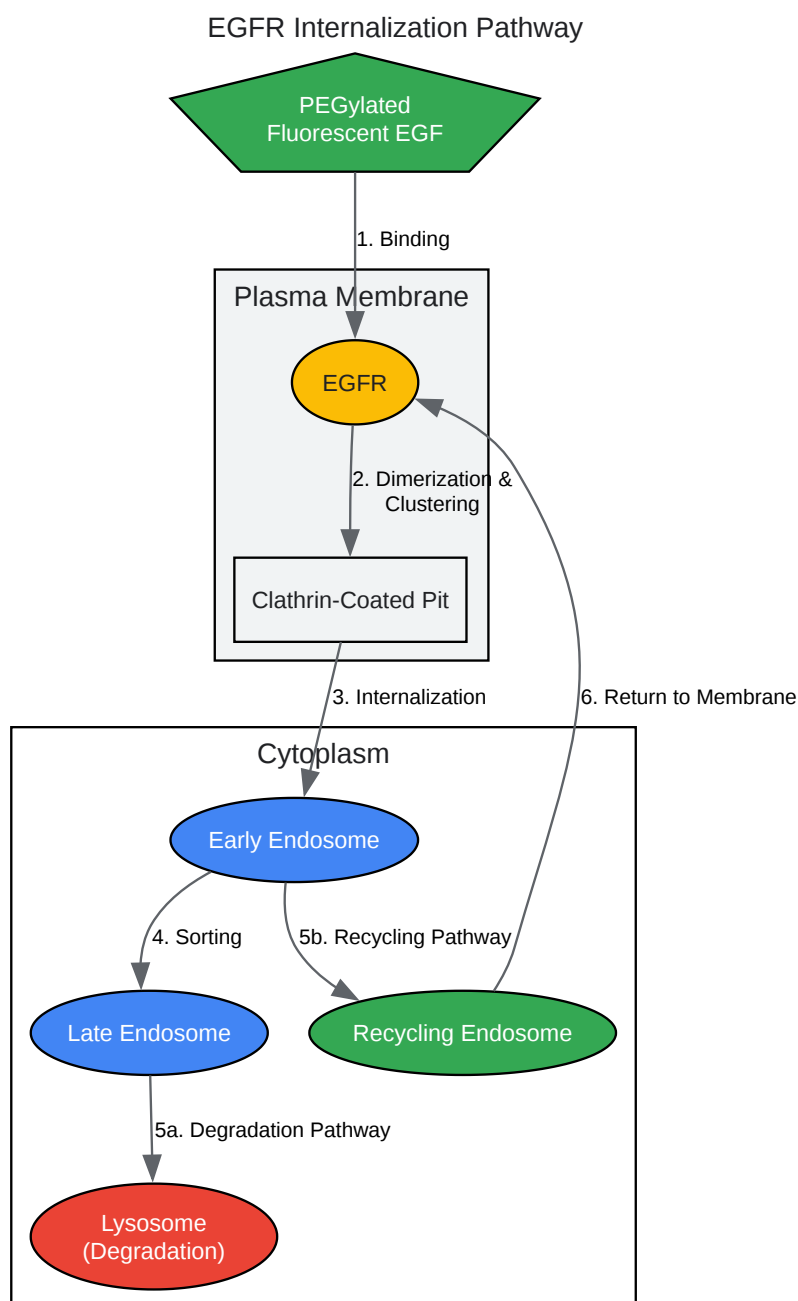 EGFR Internalization Pathway
PEGylated
Fluorescent EGF
1. Binding
Plasma Membrane
EGFR
2. Dimerization &
Clustering
Clathrin-Coated Pit
3. Internalization
6. Return to Membrane
Cytoplasm
Early Endosome
4. Sorting
5b. Recycling Pathway
Late Endosome
Recycling Endosome
5a. Degradation Pathway
Lysosome
(Degradation)